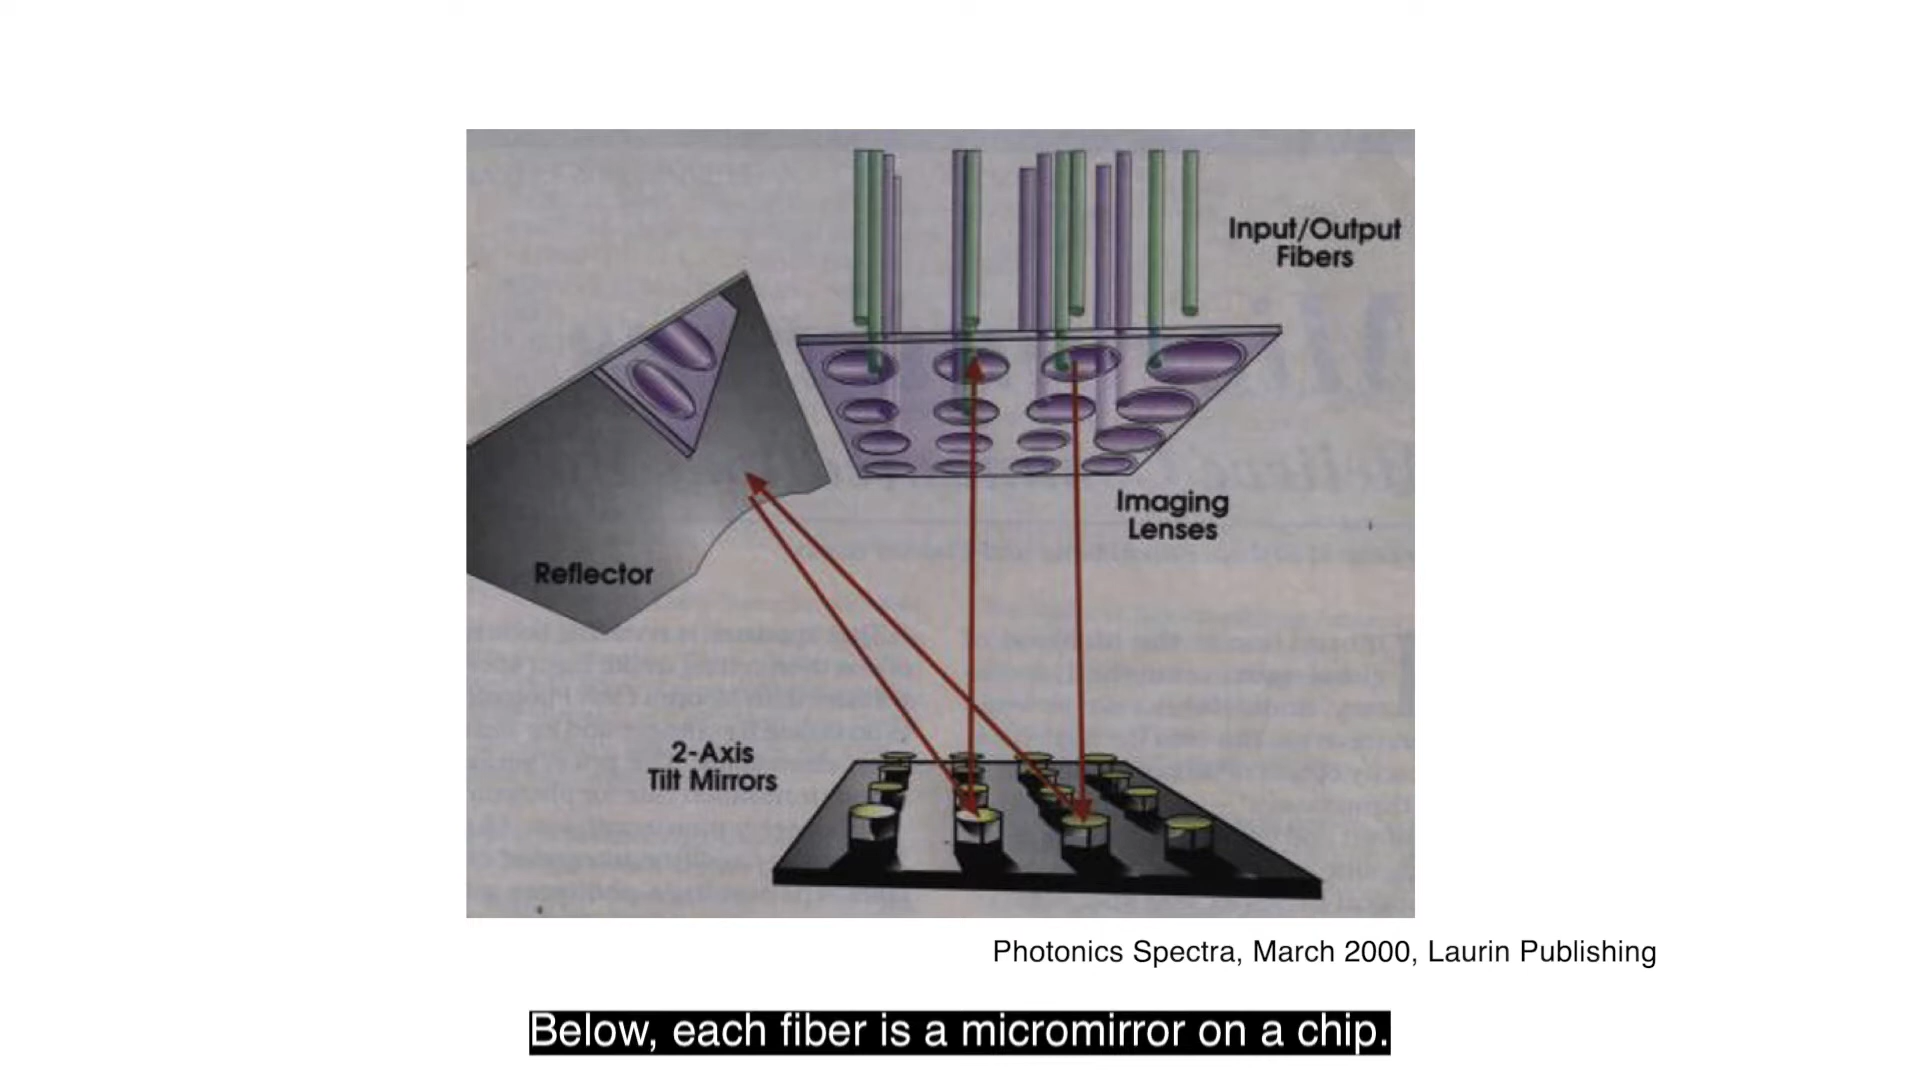 Input/Output
Fibers
Imaging
Lenses
Reflector
2-Axis
Tilt Mirrors
Photonics Spectra, March 2000, Laurin Publishing
Below, each fiber is a micromirror on a chip.